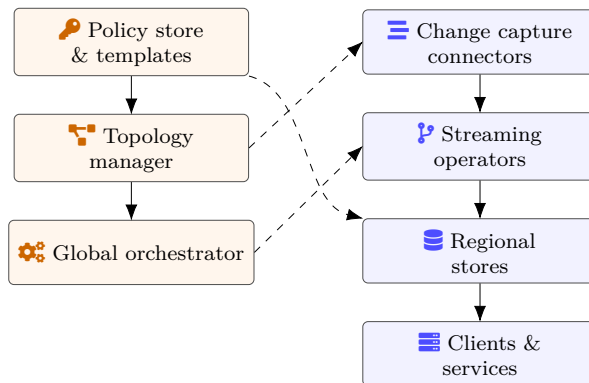 Policy store
& templates
Topology
manager
Global orchestrator
Change capture
connectors
Streaming
operators
Regional
stores
Clients &
services